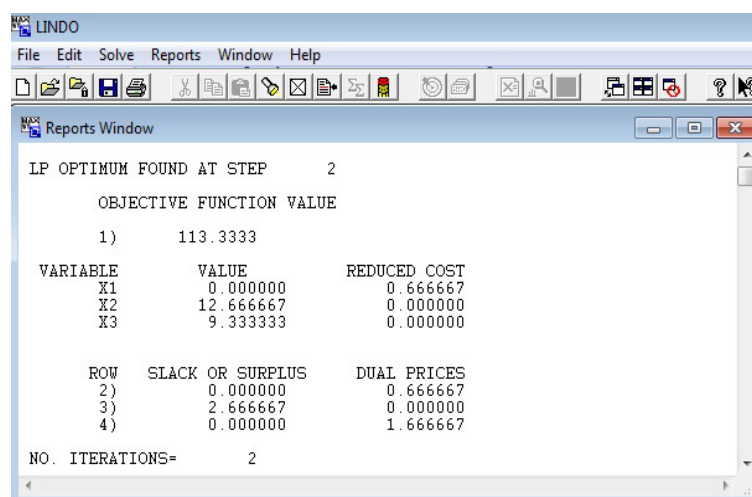 LINDO
File Edit Solve Reports Window Help
Reports Window
LP OPTIMUM FOUND AT STEP 2
OBJECTIVE FUNCTION VALUE
1) 113.3333
VARIABLE VALUE REDUCED COST
X1 0.000000 0.666667
X2 12.666667 0.000000
X3 9.333333 0.000000
ROW SLACK OR SURPLUS DUAL PRICES
2) 0.000000 0.666667
3) 2.666667 0.000000
4) 0.000000 1.666667
NO. ITERATIONS= 2